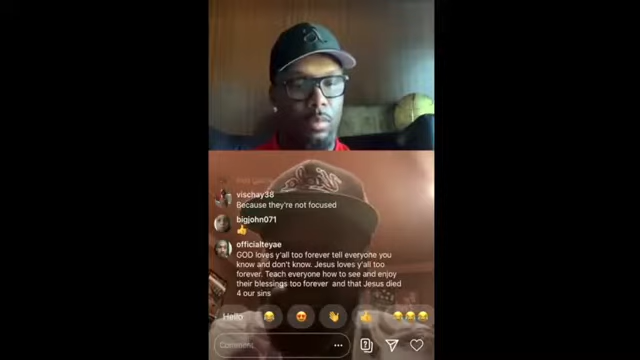 vischay38
Because they're not focused
bigjohn071
officialteyae
GOD loves y'all too forever tell everyone you
know and don't know. Jesus loves y'all too
forever. Teach everyone how to see and enjoy
their blessings too forever and that Jesus died
4 our sins
Hello
Comment